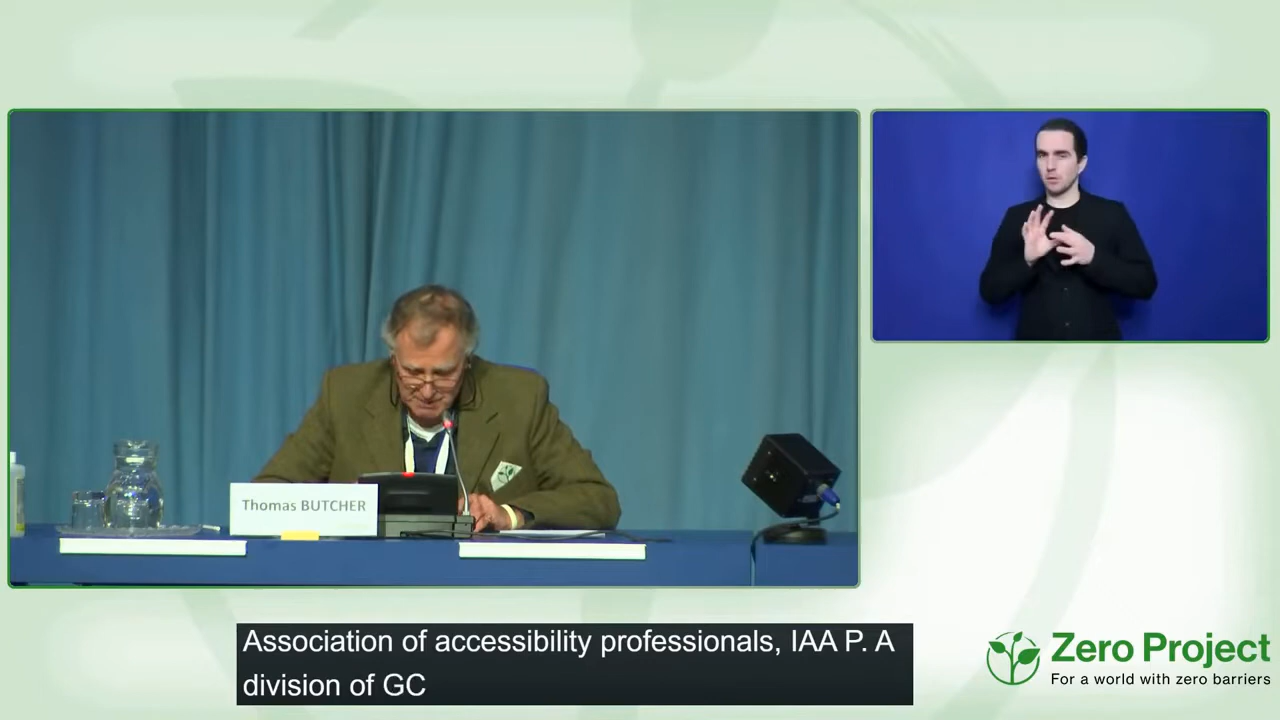 Thomas BUTCHER
Association of accessibility professionals, IAA P. A
division of GC
Zero Project
For a world with zero barriers